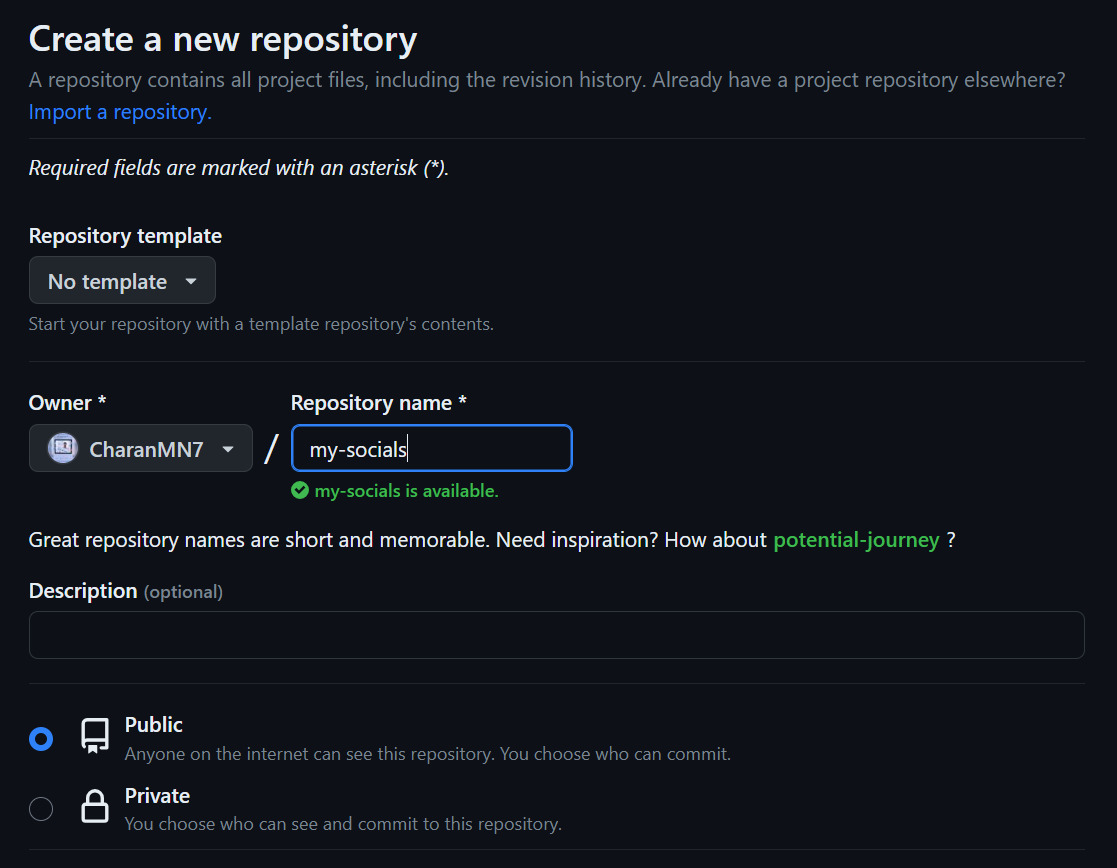 Create a new repository
A repository contains all project files, including the revision history. Already have a project repository elsewhere?
Import a repository.
Required fields are marked with an asterisk (*).
Repository template
No template
Start your repository with a template repository's contents.
Owner *
Repository name *
CharanMN7
/
my-socials
my-socials is available.
Great repository names are short and memorable. Need inspiration? How about potential-journey ?
Description (optional)
Public
Anyone on the internet can see this repository. You choose who can commit.
Private
You choose who can see and commit to this repository.